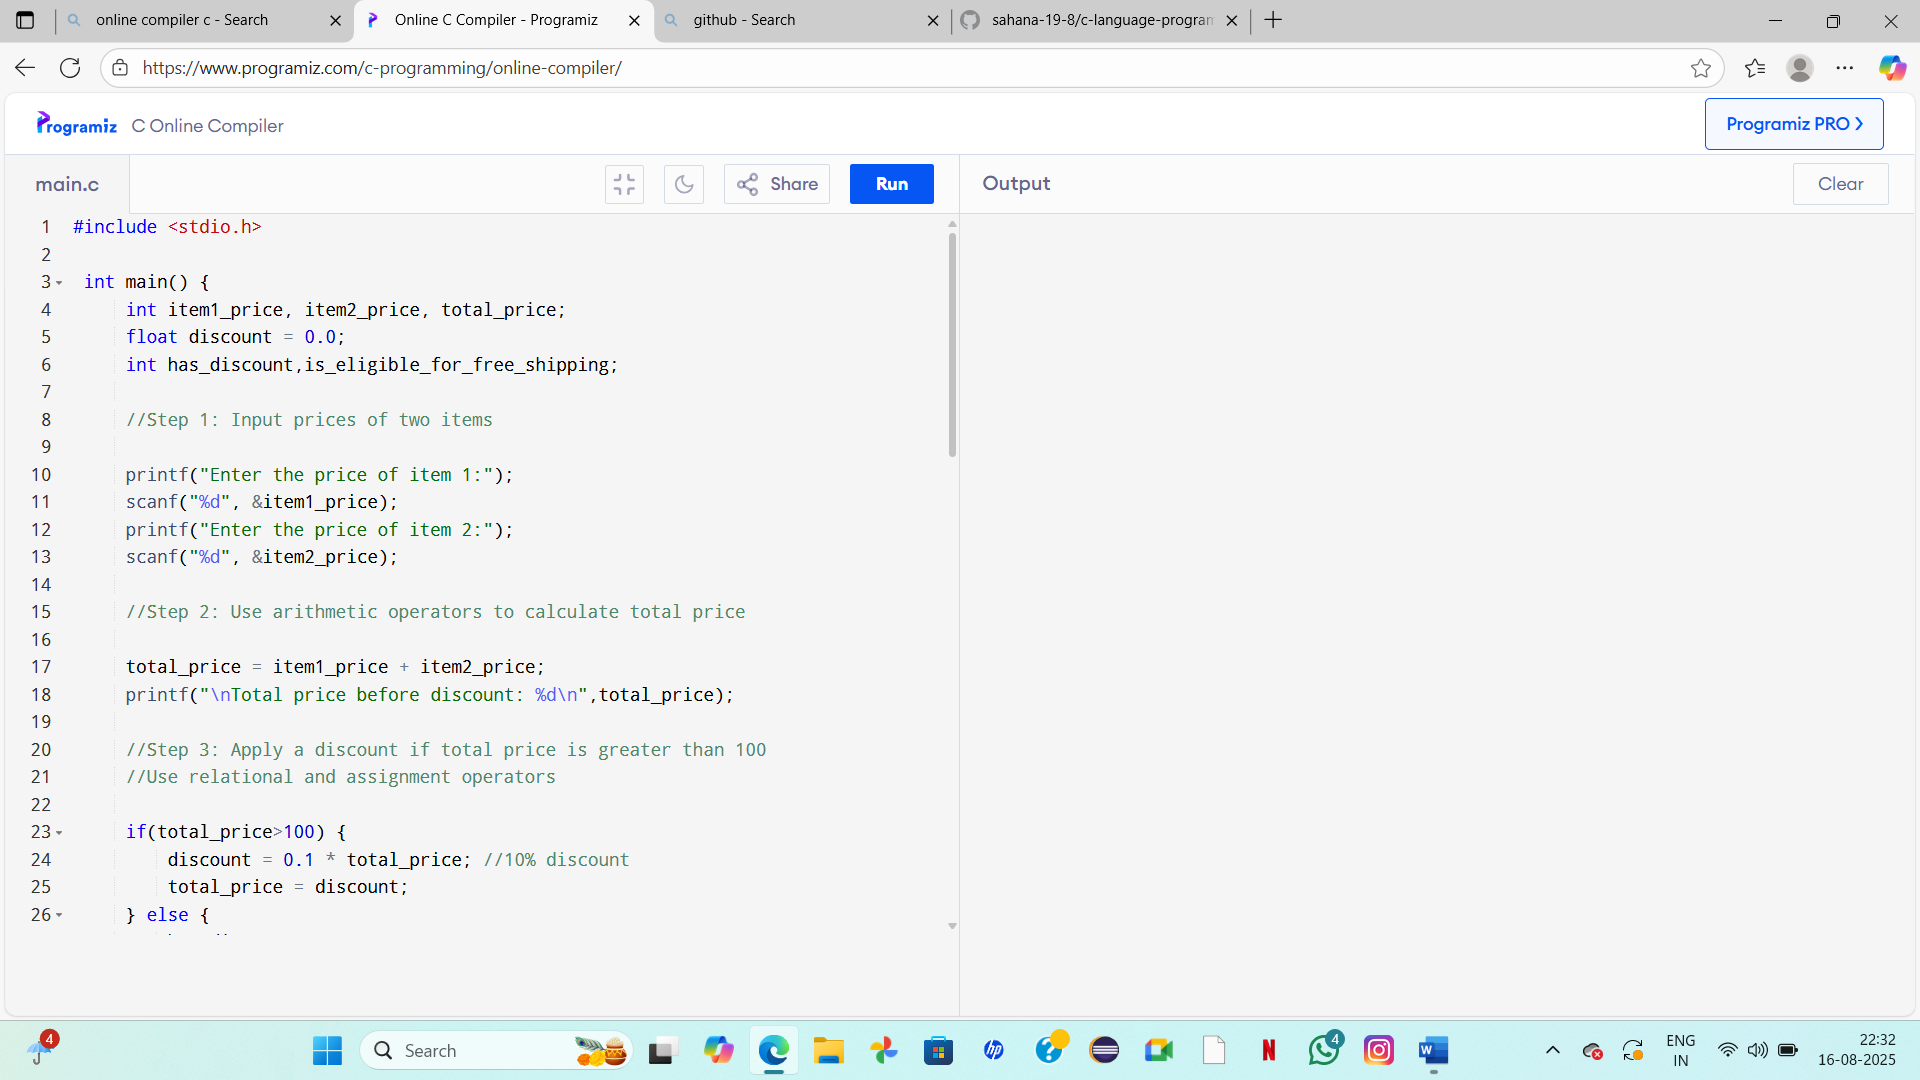 online compiler c - Search
Online C Compiler - Programiz
github - Search
sahana-19-8/c-language-program
https://www.programiz.com/c-programming/online-compiler/
Programiz C Online Compiler
Programiz PRO
main.c
Share
Run
Output
Clear
1 #include <stdio.h>
2
3 int main() {
4 int item1_price, item2_price, total_price;
5 float discount = 0.0;
6 int has_discount,is_eligible_for_free_shipping;
7
8 //Step 1: Input prices of two items
9
10 printf("Enter the price of item 1:");
11 scanf("%d", &item1_price);
12 printf("Enter the price of item 2:");
13 scanf("%d", &item2_price);
14
15 //Step 2: Use arithmetic operators to calculate total price
16
17 total_price = item1_price + item2_price;
18 printf("\nTotal price before discount: %d\n",total_price);
19
20 //Step 3: Apply a discount if total price is greater than 100
21 //Use relational and assignment operators
22
23 if(total_price>100) {
24 discount = 0.1 * total_price; //10% discount
25 total_price = discount;
26 } else {
4
Search
hp
4
ENG
IN
22:32
16-08-2025